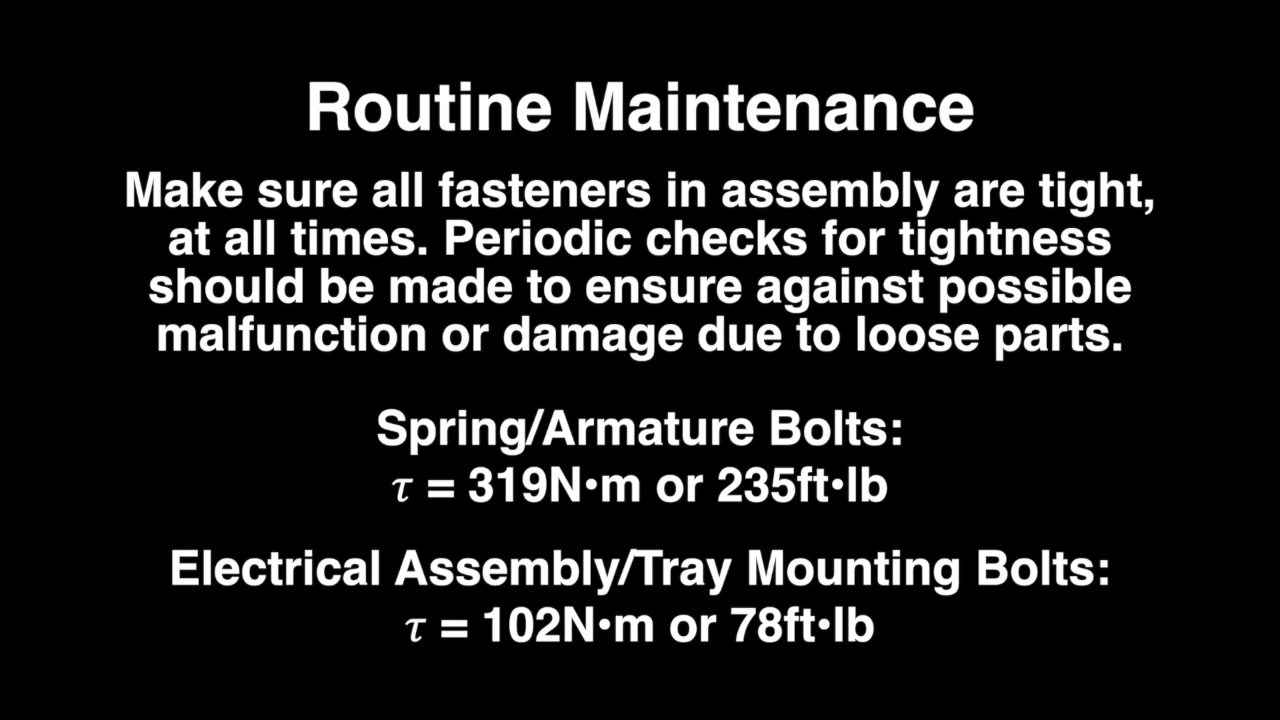 Routine Maintenance
Make sure all fasteners in assembly are tight,
at all times. Periodic checks for tightness
should be made to ensure against possible
malfunction or damage due to loose parts.
Spring/Armature Bolts:
τ = 319N•m or 235ft•lb
Electrical Assembly/Tray Mounting Bolts:
τ = 102N•m or 78ft•lb